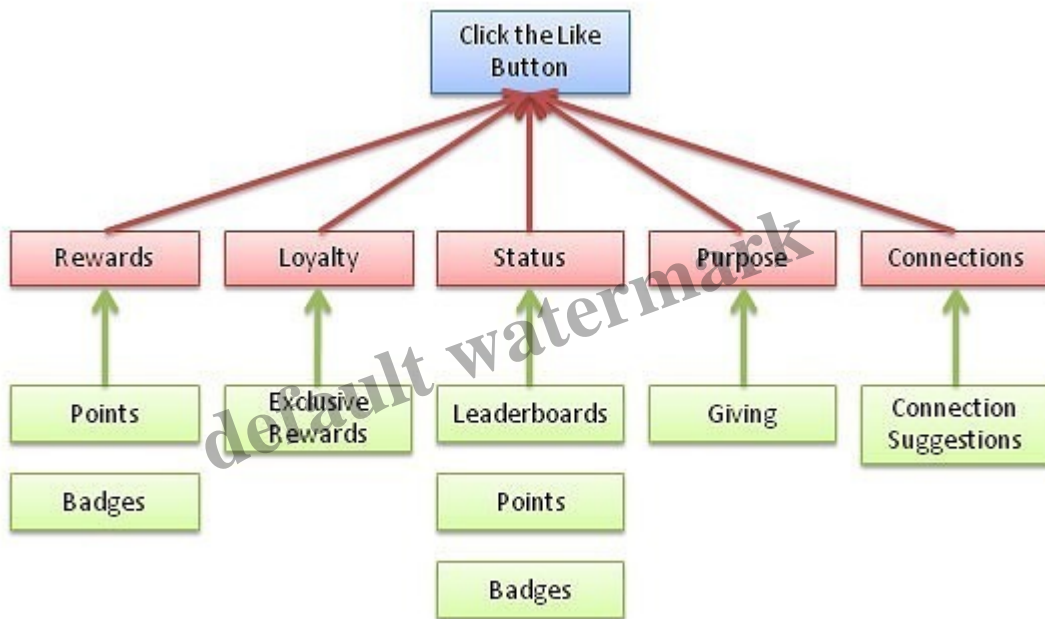 Click the Like
Button
Rewards
Loyalty
Status
Purpose
Connections
Points
Exclusive
Rewards
Leaderboards
Giving
Connection
Suggestions
Badges
Points
Badges
default watermark